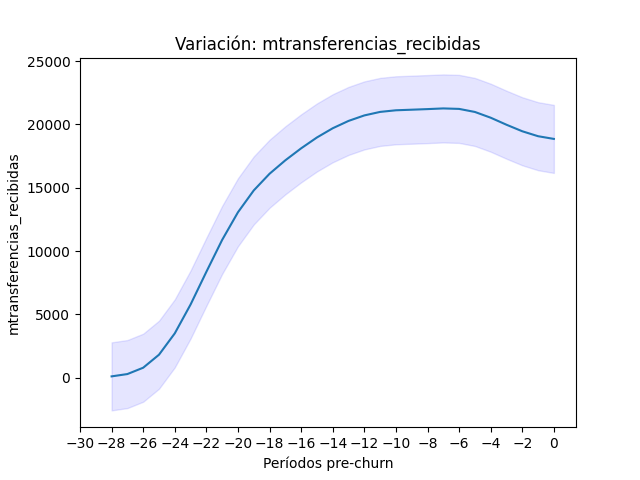 Variación: mtransferencias_recibidas
25000
20000
15000
10000
5000
0
mtransferencias_recibidas
−30 −28 −26 −24 −22 −20 −18 −16 −14 −12 −10 −8 −6 −4 −2 0
Períodos pre-churn